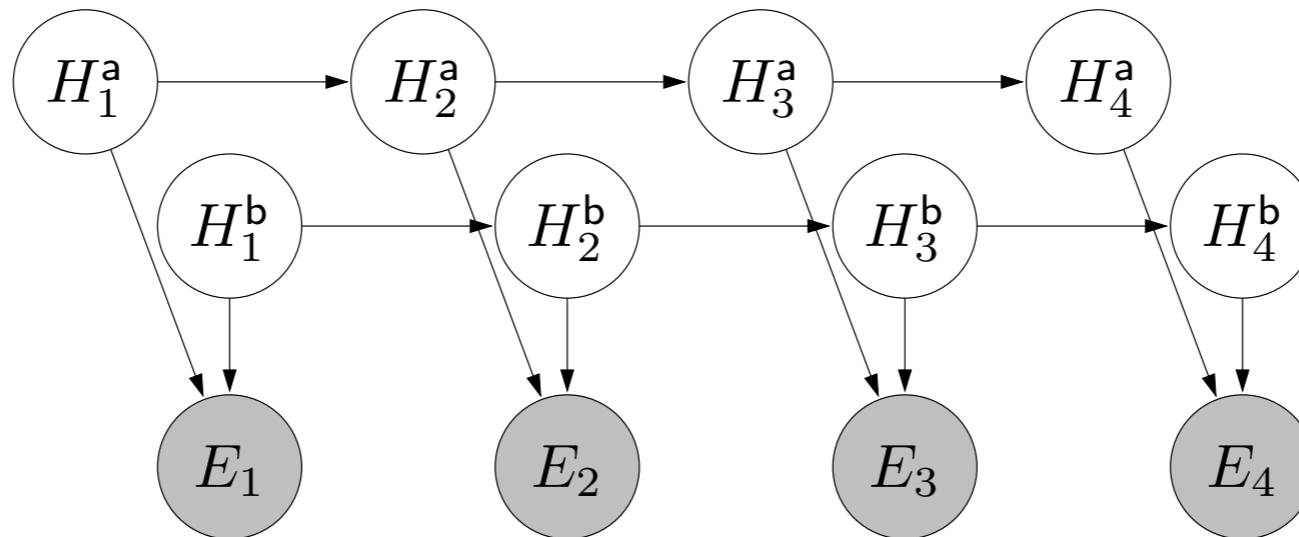 H₁ᵃ H₂ᵃ H₃ᵃ H₄ᵃ
H₁ᵇ H₂ᵇ H₃ᵇ H₄ᵇ
E₁ E₂ E₃ E₄